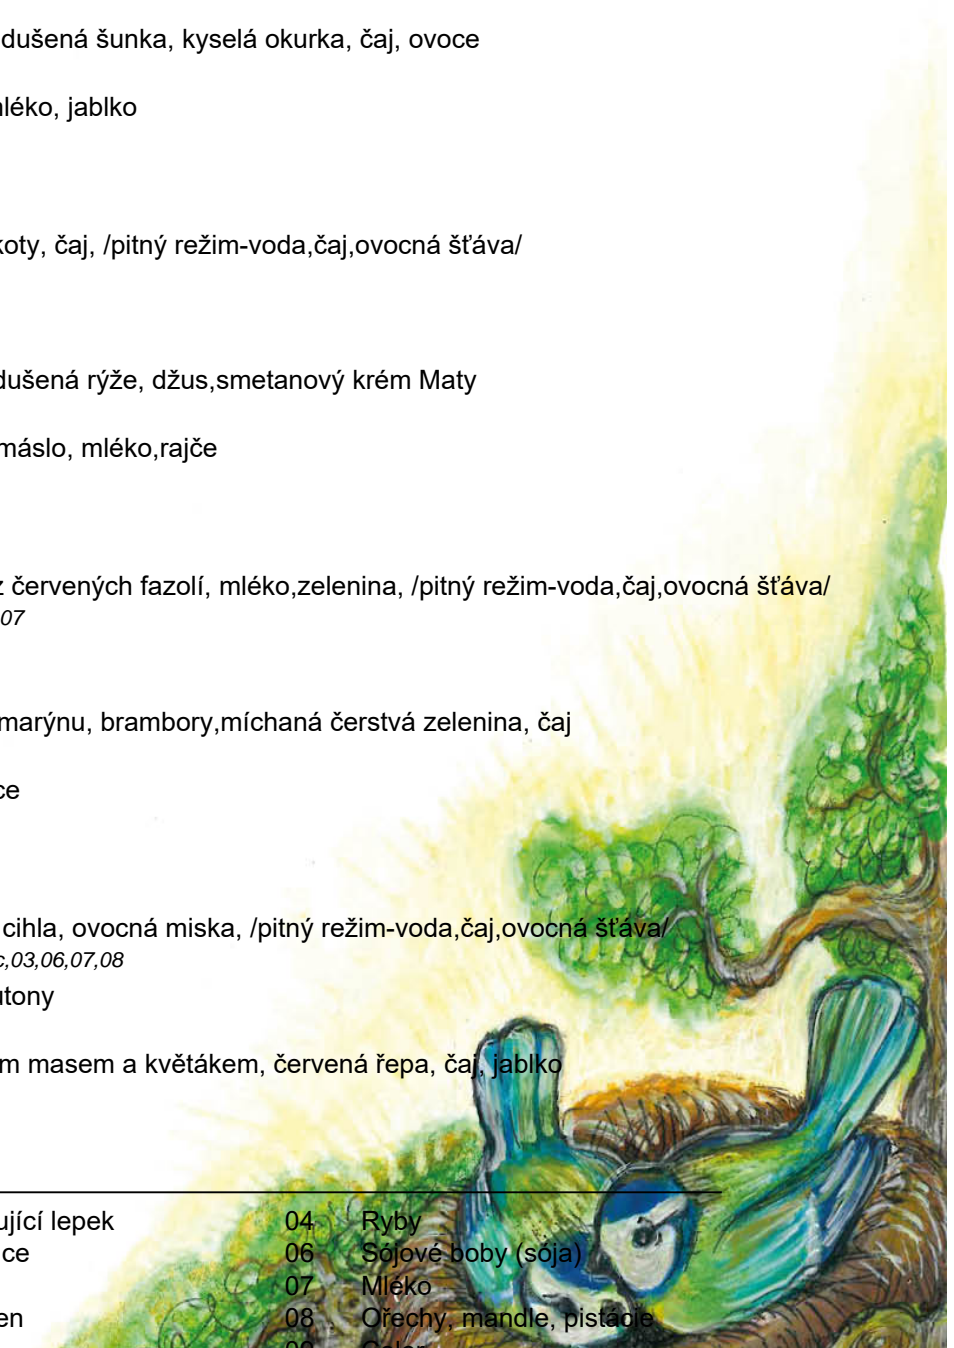 dušená šunka, kyselá okurka, čaj, ovoce
léko, jablko
koty, čaj, /pitný režim-voda,čaj,ovocná šťáva/
dušená rýže, džus,smetanový krém Maty
máslo, mléko,rajče
z červených fazolí, mléko,zelenina, /pitný režim-voda,čaj,ovocná šťáva/
07
marýnu, brambory,míchaná čerstvá zelenina, čaj
ce
cihla, ovocná miska, /pitný režim-voda,čaj,ovocná šťáva/
c,03,06,07,08
utony
m masem a květákem, červená řepa, čaj, jablko
ující lepek 04 Ryby
ce 06 Sójové boby (sója)
07 Mléko
en 08 Ořechy, mandle, pistácie
09 Celer